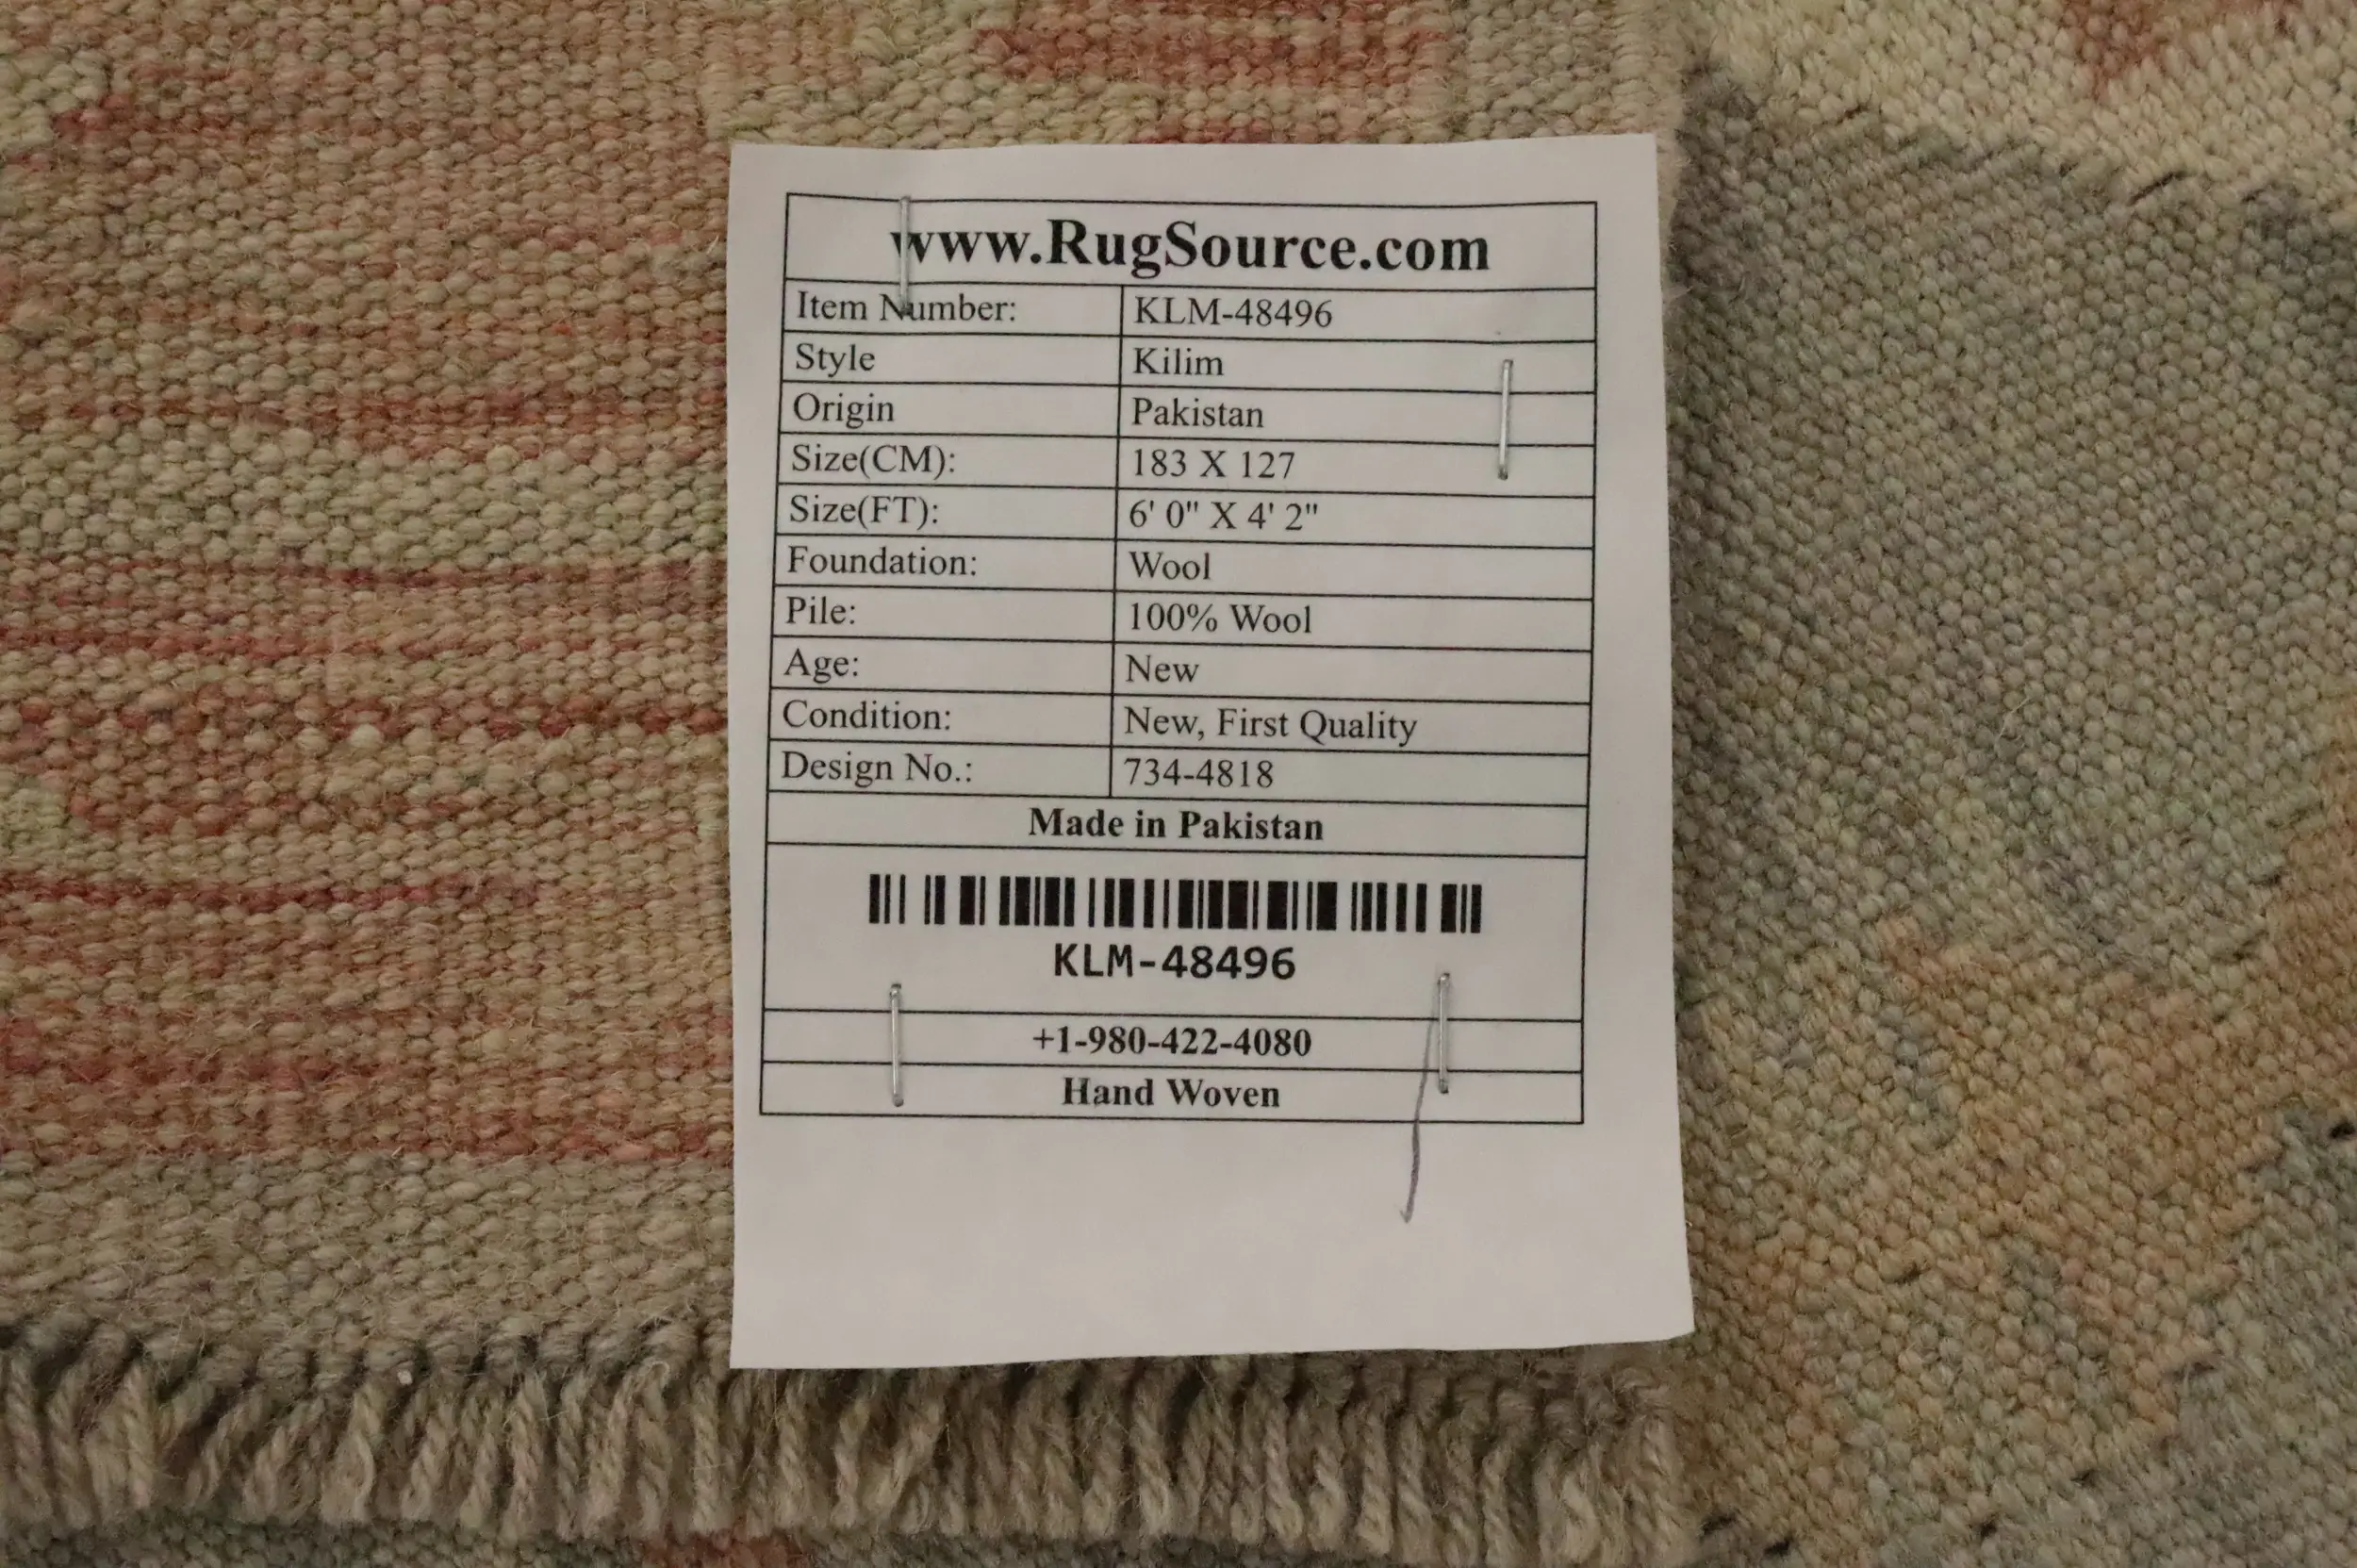 www.RugSource.com
Item Number: KLM-48496
Style Kilim
Origin Pakistan
Size(CM): 183 X 127
Size(FT): 6' 0" X 4' 2"
Foundation: Wool
Pile: 100% Wool
Age: New
Condition: New, First Quality
Design No.: 734-4818
Made in Pakistan
KLM-48496
+1-980-422-4080
Hand Woven